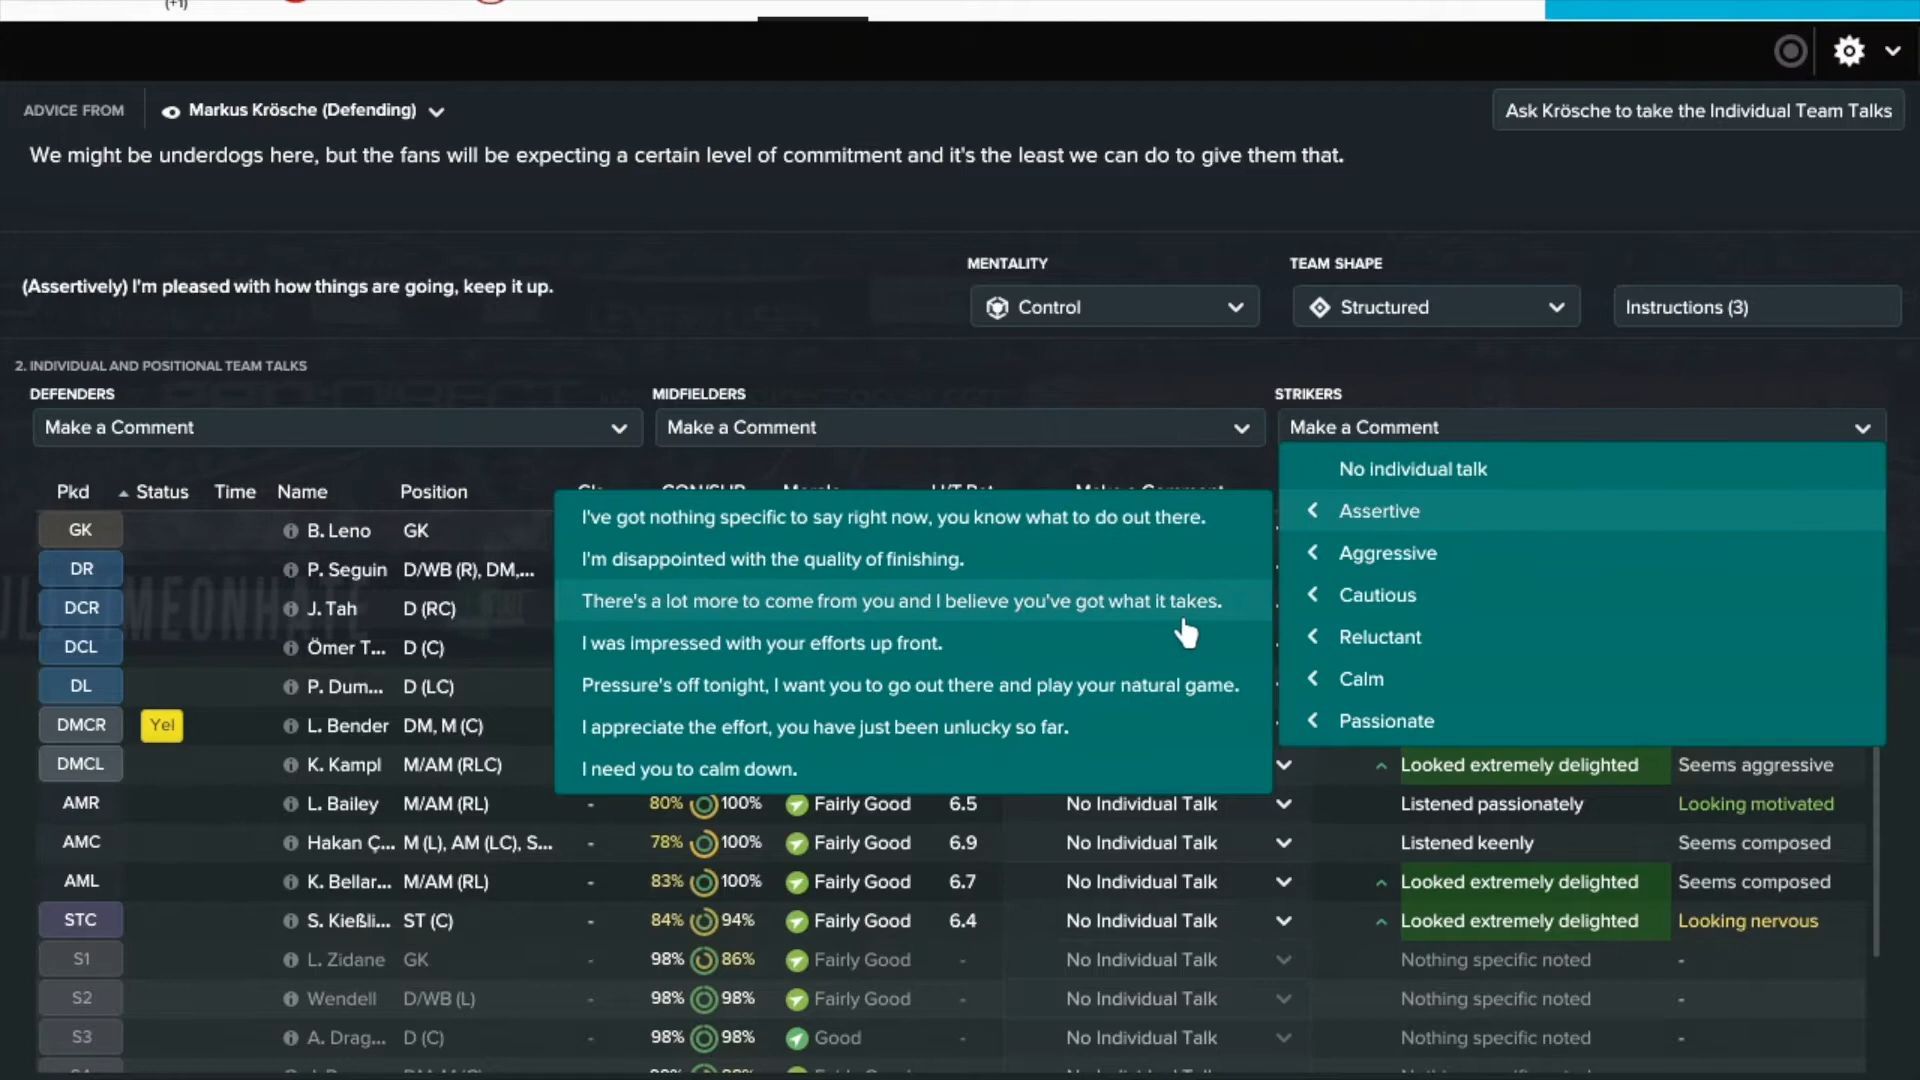 (+1)
ADVICE FROM Markus Krösche (Defending) Ask Krösche to take the Individual Team Talks
We might be underdogs here, but the fans will be expecting a certain level of commitment and it's the least we can do to give them that.
MENTALITY TEAM SHAPE
(Assertively) I'm pleased with how things are going, keep it up. Control Structured Instructions (3)
2. INDIVIDUAL AND POSITIONAL TEAM TALKS
DEFENDERS MIDFIELDERS STRIKERS
Make a Comment Make a Comment Make a Comment
No individual talk
Assertive
Aggressive
Cautious
Reluctant
Calm
Passionate
I've got nothing specific to say right now, you know what to do out there.
I'm disappointed with the quality of finishing.
There's a lot more to come from you and I believe you've got what it takes.
I was impressed with your efforts up front.
Pressure's off tonight, I want you to go out there and play your natural game.
I appreciate the effort, you have just been unlucky so far.
I need you to calm down.
Pkd Status Time Name Position
GK B. Leno GK
DR P. Seguin D/WB (R), DM,...
DCR J. Tah D (RC)
DCL Ömer T... D (C)
DL P. Dum... D (LC)
DMCR Yel L. Bender DM, M (C)
DMCL K. Kampl M/AM (RLC) Looked extremely delighted Seems aggressive
AMR L. Bailey M/AM (RL) - 80% 100% Fairly Good 6.5 No Individual Talk Listened passionately Looking motivated
AMC Hakan Ç... M (L), AM (LC), S... - 78% 100% Fairly Good 6.9 No Individual Talk Listened keenly Seems composed
AML K. Bellar... M/AM (RL) - 83% 100% Fairly Good 6.7 No Individual Talk Looked extremely delighted Seems composed
STC S. Kießli... ST (C) - 84% 94% Fairly Good 6.4 No Individual Talk Looked extremely delighted Looking nervous
S1 L. Zidane GK - 98% 86% Fairly Good - No Individual Talk Nothing specific noted -
S2 Wendell D/WB (L) - 98% 98% Fairly Good - No Individual Talk Nothing specific noted -
S3 A. Drag... D (C) - 98% 98% Good - No Individual Talk Nothing specific noted -